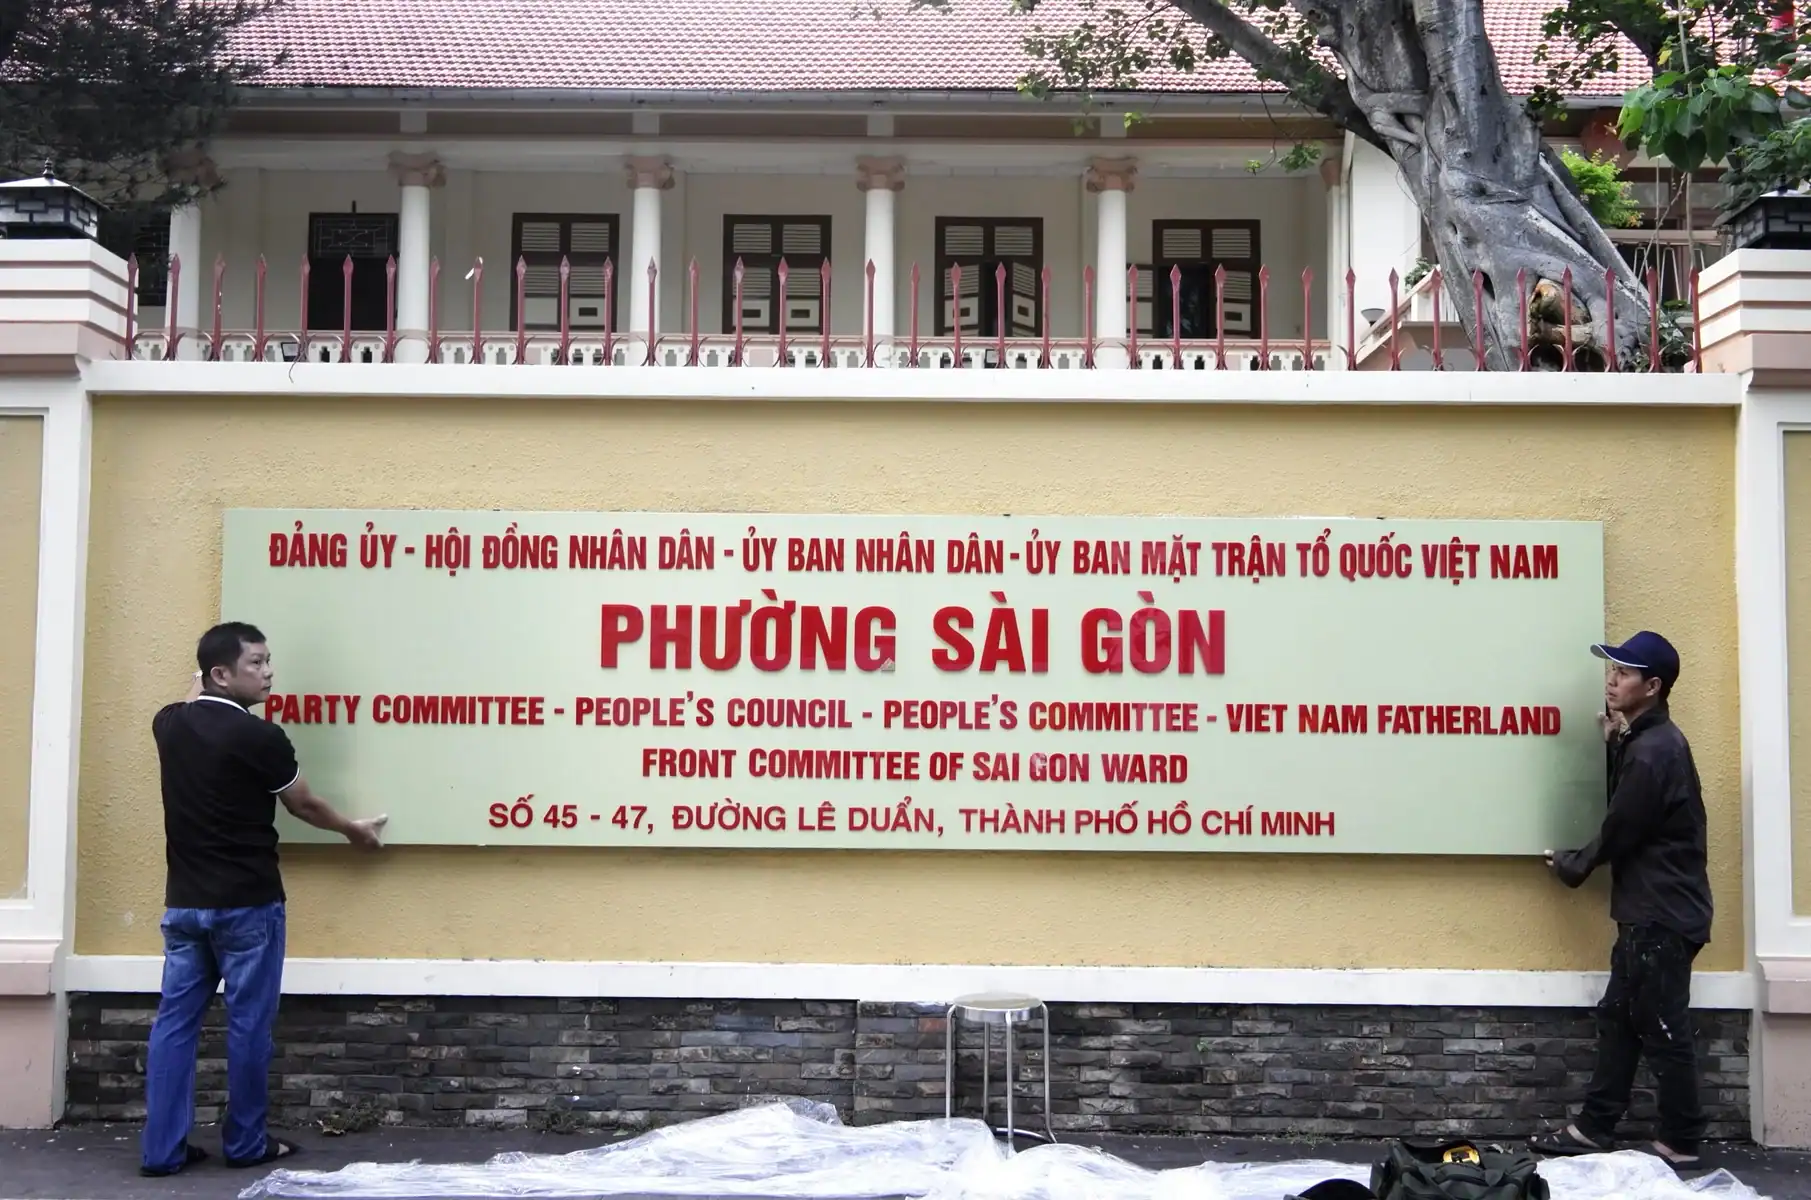 ĐẢNG ỦY - HỘI ĐỒNG NHÂN DÂN - ỦY BAN NHÂN DÂN - ỦY BAN MẶT TRẬN TỔ QUỐC VIỆT NAM
PHƯỜNG SÀI GÒN
PARTY COMMITTEE - PEOPLE'S COUNCIL - PEOPLE'S COMMITTEE - VIET NAM FATHERLAND
FRONT COMMITTEE OF SAI GON WARD
SỐ 45 - 47, ĐƯỜNG LÊ DUẨN, THÀNH PHỐ HỒ CHÍ MINH